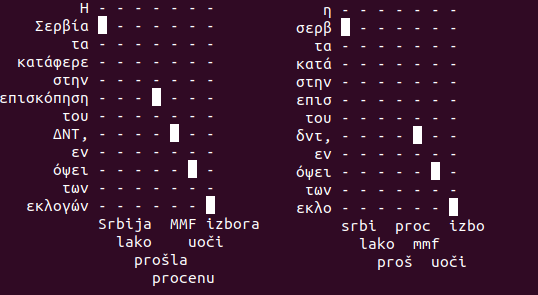 Η
Σερβία
τα
κατάφερε
στην
επισκόπηση
του
ΔΝΤ,
εν
όψει
των
εκλογών
Srbija MMF izbora
lako uoči
prošla
procenu
η
σερβ
τα
κατά
στην
επισ
του
δντ,
εν
όψει
των
εκλο
srbi proc izbo
lako mmf
proš uoči